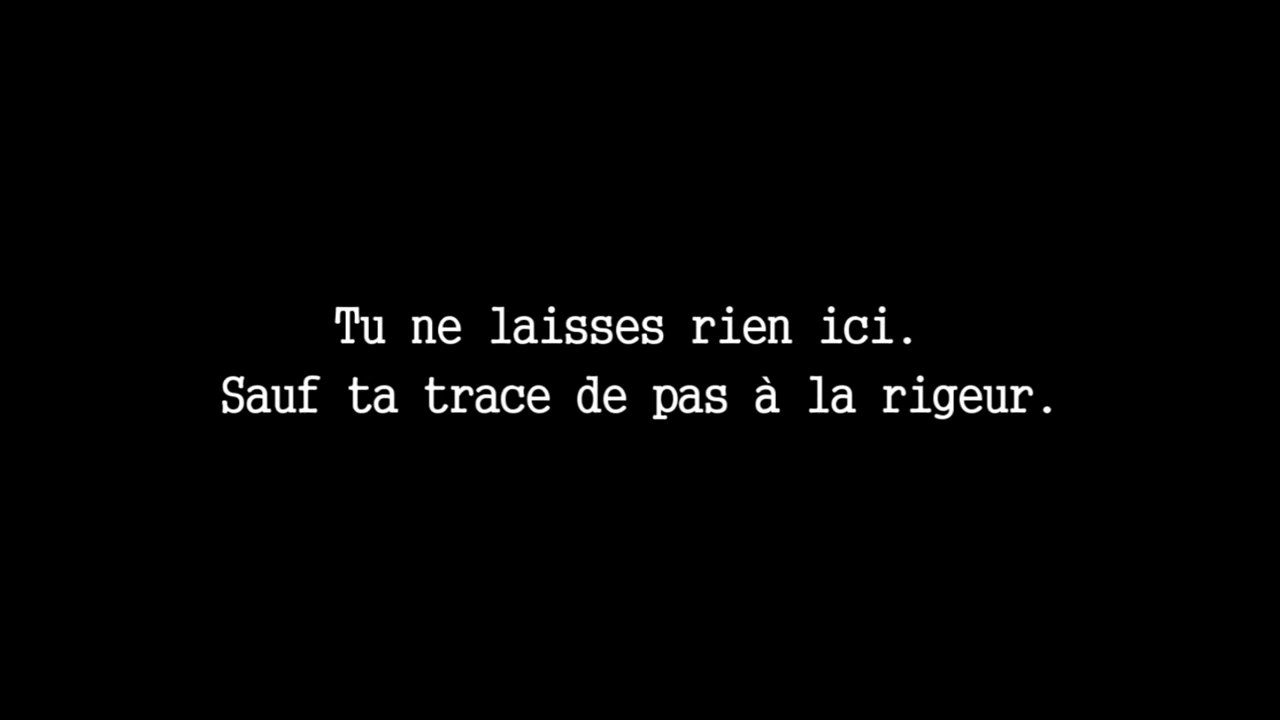 Tu ne laisses rien ici.
Sauf ta trace de pas à la rigeur.